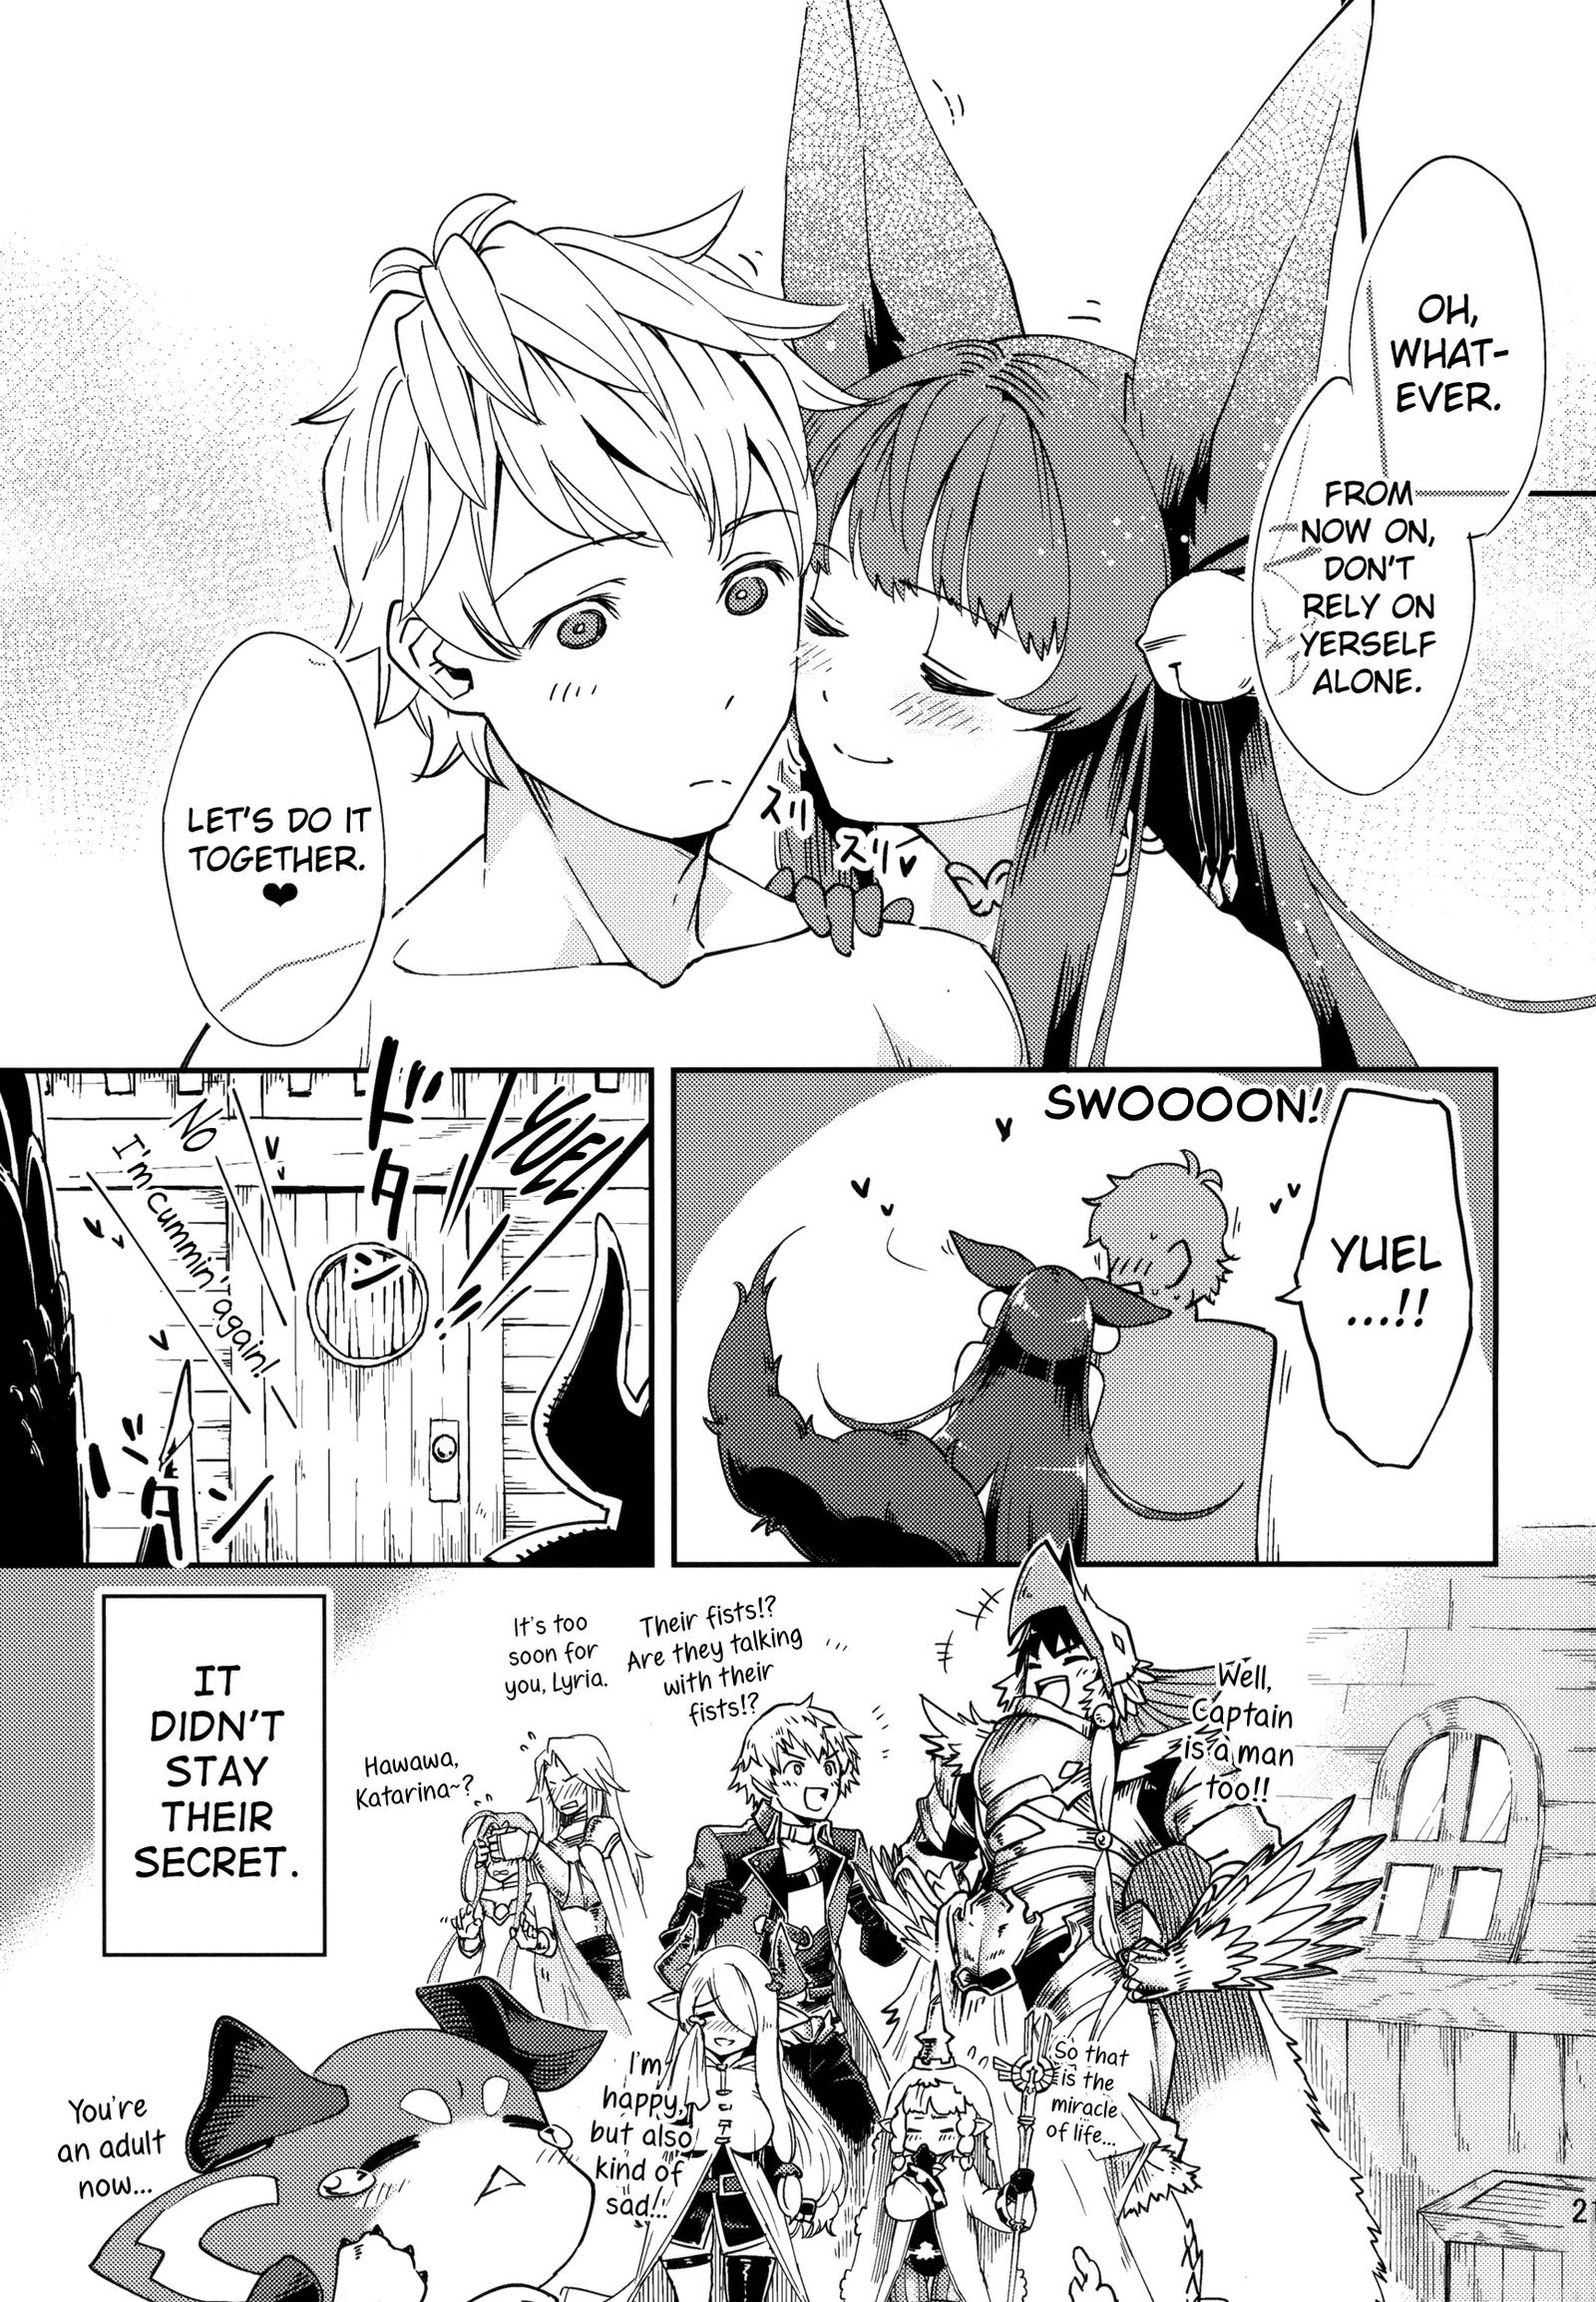 OH,
WHAT-
EVER.
FROM
NOW ON,
DON'T
RELY ON
YERSELF
ALONE.
スリ
スリ♥
LET'S DO IT
TOGETHER.
♥
SWOOOON!
YUEL
...!!
YUEL
ドタ
ン!!
NO
I'm cummin' again!
タン
IT
DIDN'T
STAY
THEIR
SECRET.
Well,
Captain
is a man
too!!
Their fists!?
Are they talking
with their
fists!?
It's too
soon for
you, Lyria.
Hawawa,
Katarina~?
So that
is the
miracle
of life...
I'm
happy,
but also
kind of
sad!..
You're
an adult
now...
2